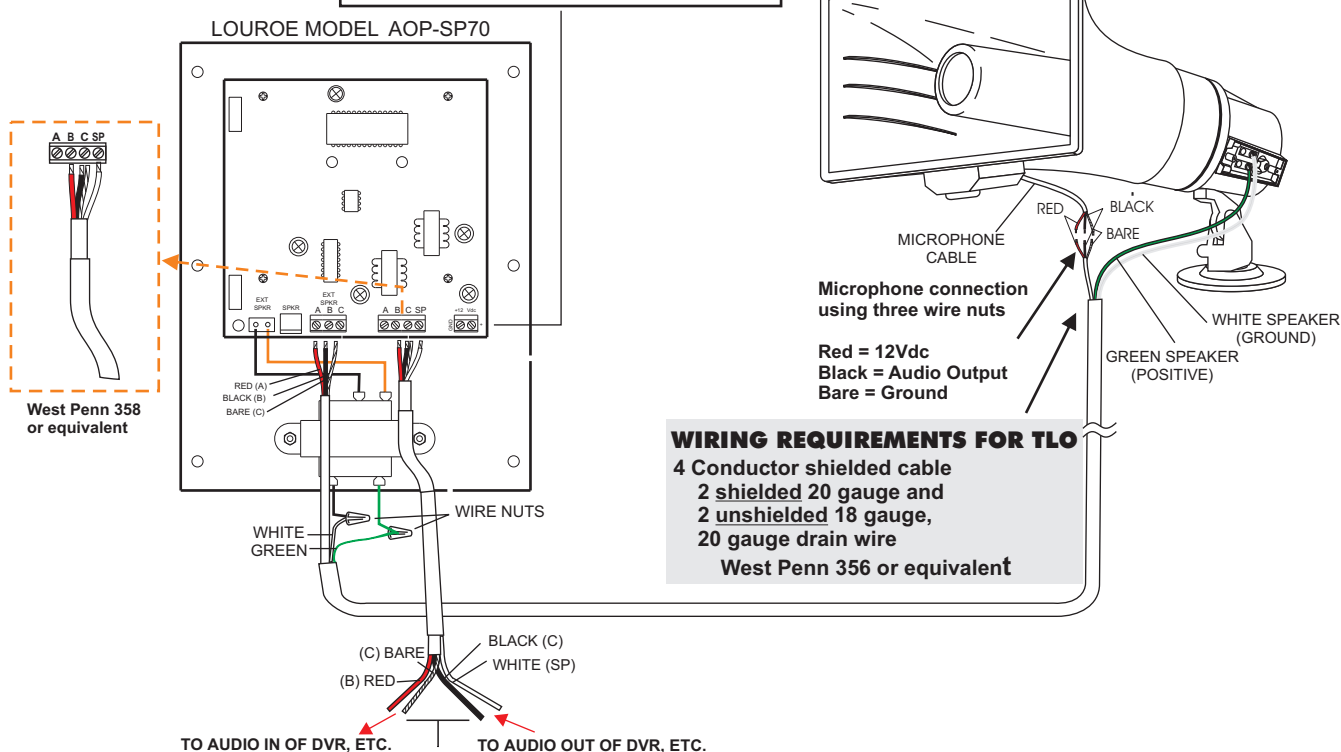 LOUROE MODEL AOP-SP70
A B C SP
West Penn 358
or equivalent
EXT
SPKR
SPKR
EXT
SPKR
A B C
A B C SP
+12 Vdc
GND
RED (A)
BLACK (B)
BARE (C)
WHITE
GREEN
WIRE NUTS
(C) BARE
(B) RED
BLACK (C)
WHITE (SP)
TO AUDIO IN OF DVR, ETC.
TO AUDIO OUT OF DVR, ETC.
RED
BLACK
BARE
MICROPHONE
CABLE
Microphone connection
using three wire nuts
Red = 12Vdc
Black = Audio Output
Bare = Ground
WHITE SPEAKER
(GROUND)
GREEN SPEAKER
(POSITIVE)
WIRING REQUIREMENTS FOR TLO
4 Conductor shielded cable
2 shielded 20 gauge and
2 unshielded 18 gauge,
20 gauge drain wire
West Penn 356 or equivalent